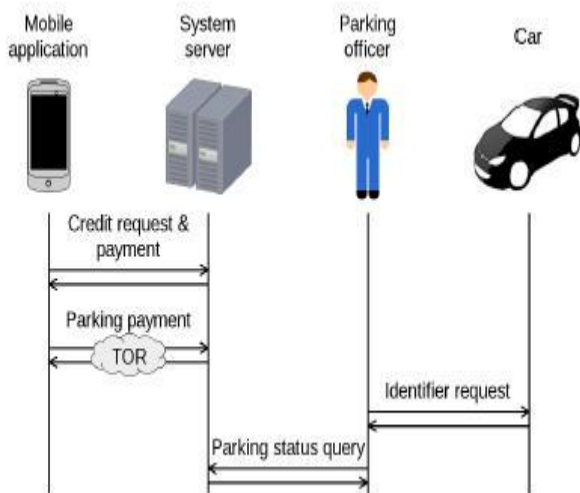 Mobile
application
System
server
Parking
officer
Car
Credit request &
payment
Parking payment
TOR
Identifier request
Parking status query